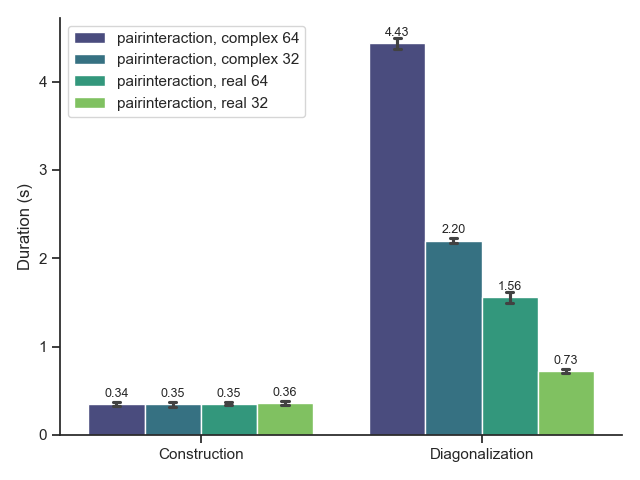 pairinteraction, complex 64
pairinteraction, complex 32
pairinteraction, real 64
pairinteraction, real 32
Duration (s)
4
3
2
1
0
0.34
0.35
0.35
0.36
4.43
2.20
1.56
0.73
Construction
Diagonalization